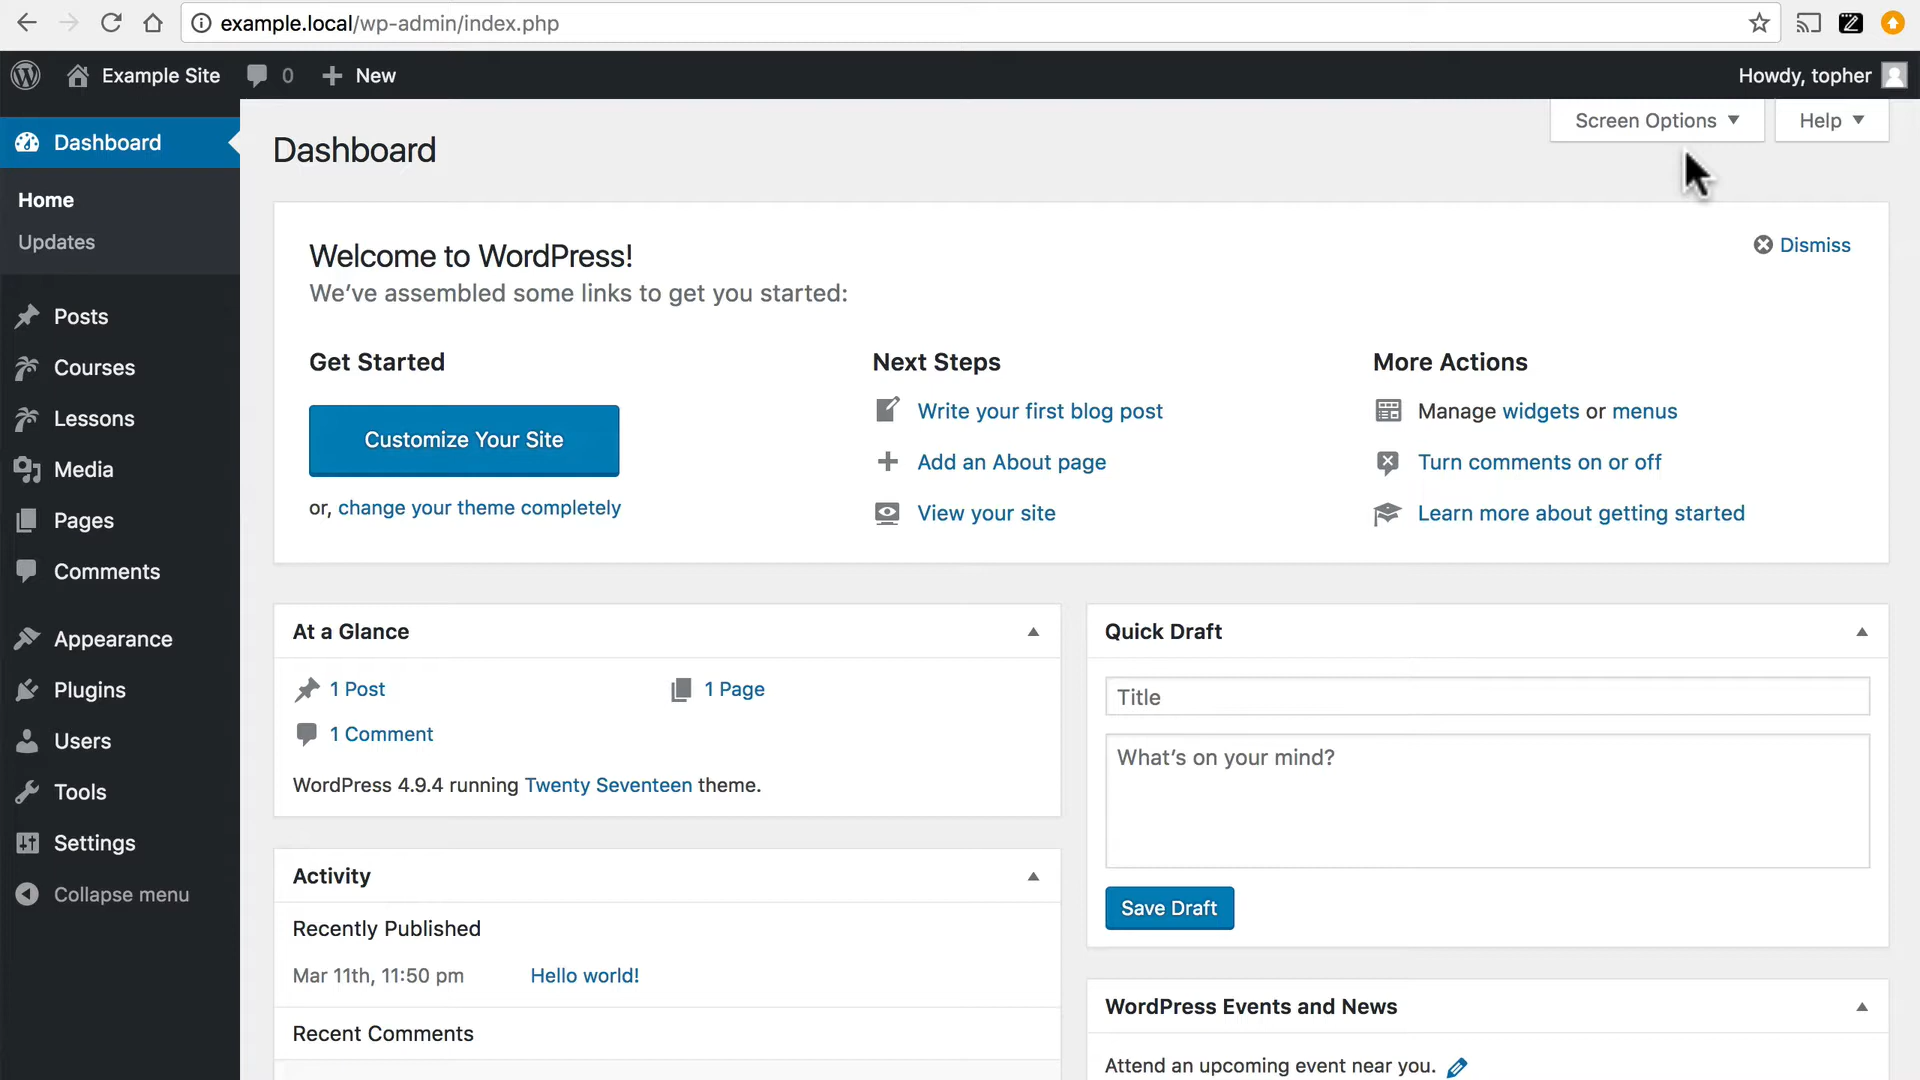 example.local/wp-admin/index.php
Example Site 0 New Howdy, topher
Dashboard
Home
Updates
Posts
Courses
Lessons
Media
Pages
Comments
Appearance
Plugins
Users
Tools
Settings
Collapse menu
Screen Options Help
Dashboard
Welcome to WordPress!
Dismiss
We’ve assembled some links to get you started:
Get Started
Customize Your Site
or, change your theme completely
Next Steps
Write your first blog post
Add an About page
View your site
More Actions
Manage widgets or menus
Turn comments on or off
Learn more about getting started
At a Glance
1 Post 1 Page
1 Comment
WordPress 4.9.4 running Twenty Seventeen theme.
Activity
Recently Published
Mar 11th, 11:50 pm Hello world!
Recent Comments
Quick Draft
Title
What’s on your mind?
Save Draft
WordPress Events and News
Attend an upcoming event near you.